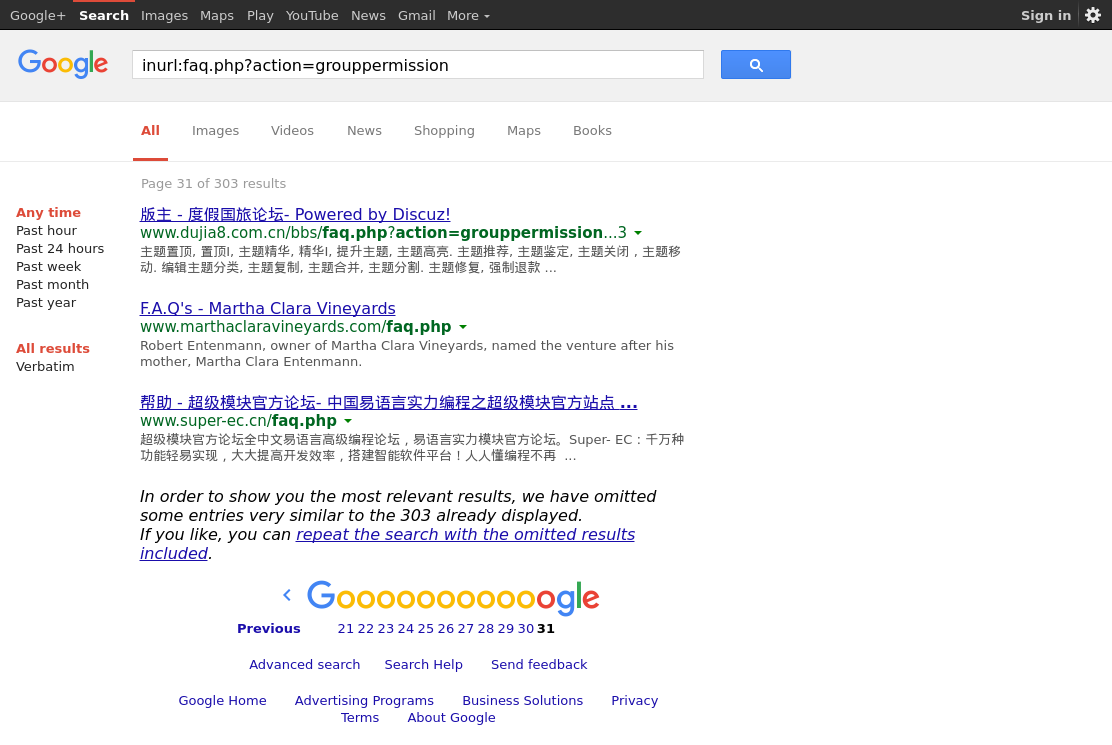 Google+ Search Images Maps Play YouTube News Gmail More Sign in
Google inurl:faq.php?action=grouppermission
All Images Videos News Shopping Maps Books
Page 31 of 303 results
Any time
Past hour
Past 24 hours
Past week
Past month
Past year
All results
Verbatim
版主 - 度假国旅论坛- Powered by Discuz!
www.dujia8.com.cn/bbs/faq.php?action=grouppermission...3
主题置顶, 置顶I, 主题精华, 精华I, 提升主题, 主题高亮. 主题推荐, 主题鉴定, 主题关闭 , 主题移
动. 编辑主题分类, 主题复制, 主题合并, 主题分割. 主题修复, 强制退款 ...
F.A.Q's - Martha Clara Vineyards
www.marthaclaravineyards.com/faq.php
Robert Entenmann, owner of Martha Clara Vineyards, named the venture after his
mother, Martha Clara Entenmann.
帮助 - 超级模块官方论坛- 中国易语言实力编程之超级模块官方站点 ...
www.super-ec.cn/faq.php
超级模块官方论坛全中文易语言高级编程论坛，易语言实力模块官方论坛。Super- EC：千万种
功能轻易实现，大大提高开发效率，搭建智能软件平台！人人懂编程不再 ...
In order to show you the most relevant results, we have omitted
some entries very similar to the 303 already displayed.
If you like, you can repeat the search with the omitted results
included.
Goooooooooogle
Previous 21 22 23 24 25 26 27 28 29 30 31
Advanced search Search Help Send feedback
Google Home Advertising Programs Business Solutions Privacy
Terms About Google